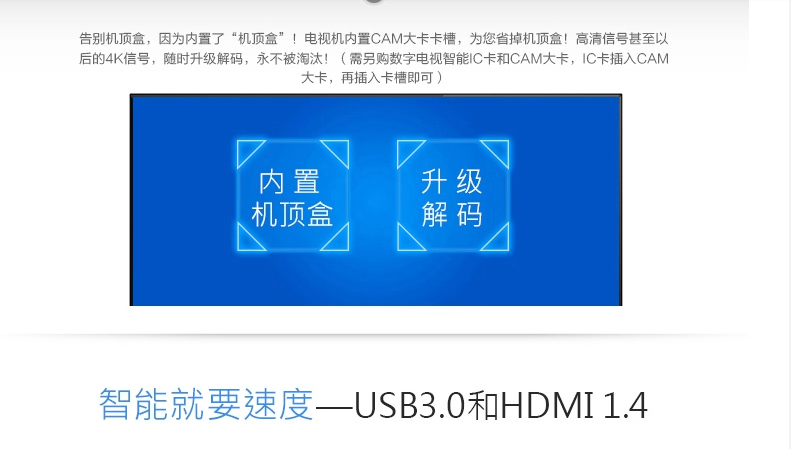 告别机顶盒，因为内置了“机顶盒”！电视机内置CAM大卡卡槽，为您省掉机顶盒！高清信号甚至以
后的4K信号，随时升级解码，永不被淘汰！（需另购数字电视智能IC卡和CAM大卡，IC卡插入CAM
大卡，再插入卡槽即可）
内置
机顶盒
升级
解码
智能就要速度—USB3.0和HDMI 1.4